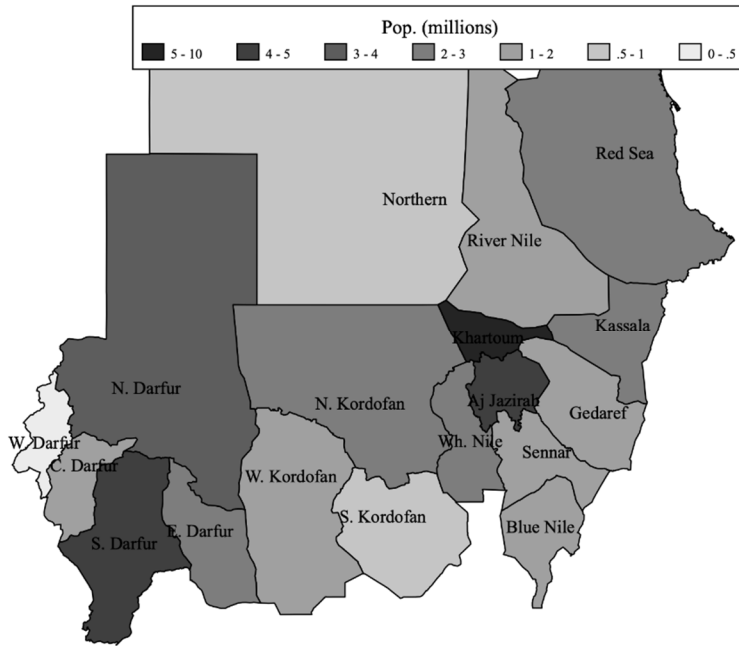 Pop. (millions)
5 - 10 4 - 5 3 - 4 2 - 3 1 - 2 .5 - 1 0 - .5
Red Sea
Northern
River Nile
Khartoum
Kassala
N. Darfur
N. Kordofan
Aj Jazirah
Gedaref
W. Darfur
Wh. Nile
Sennar
C. Darfur
W. Kordofan
S. Kordofan
Blue Nile
S. Darfur
E. Darfur